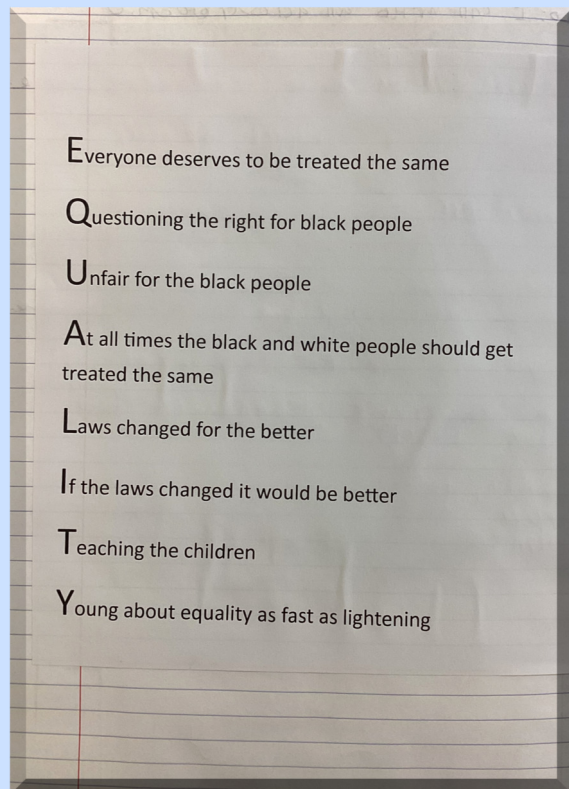 Everyone deserves to be treated the same
Questioning the right for black people
Unfair for the black people
At all times the black and white people should get
treated the same
Laws changed for the better
If the laws changed it would be better
Teaching the children
Young about equality as fast as lightening